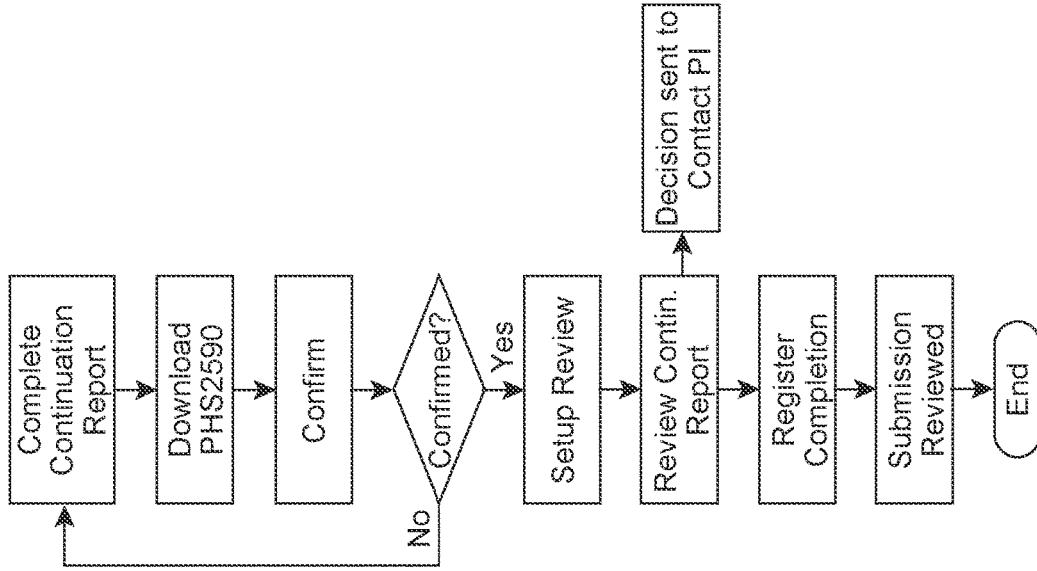 Complete
Continuation
Report
Download
PHS2590
Confirm
Confirmed?
No
Yes
Setup Review
Review Contin.
Report
Decision sent to
Contact PI
Register
Completion
Submission
Reviewed
End